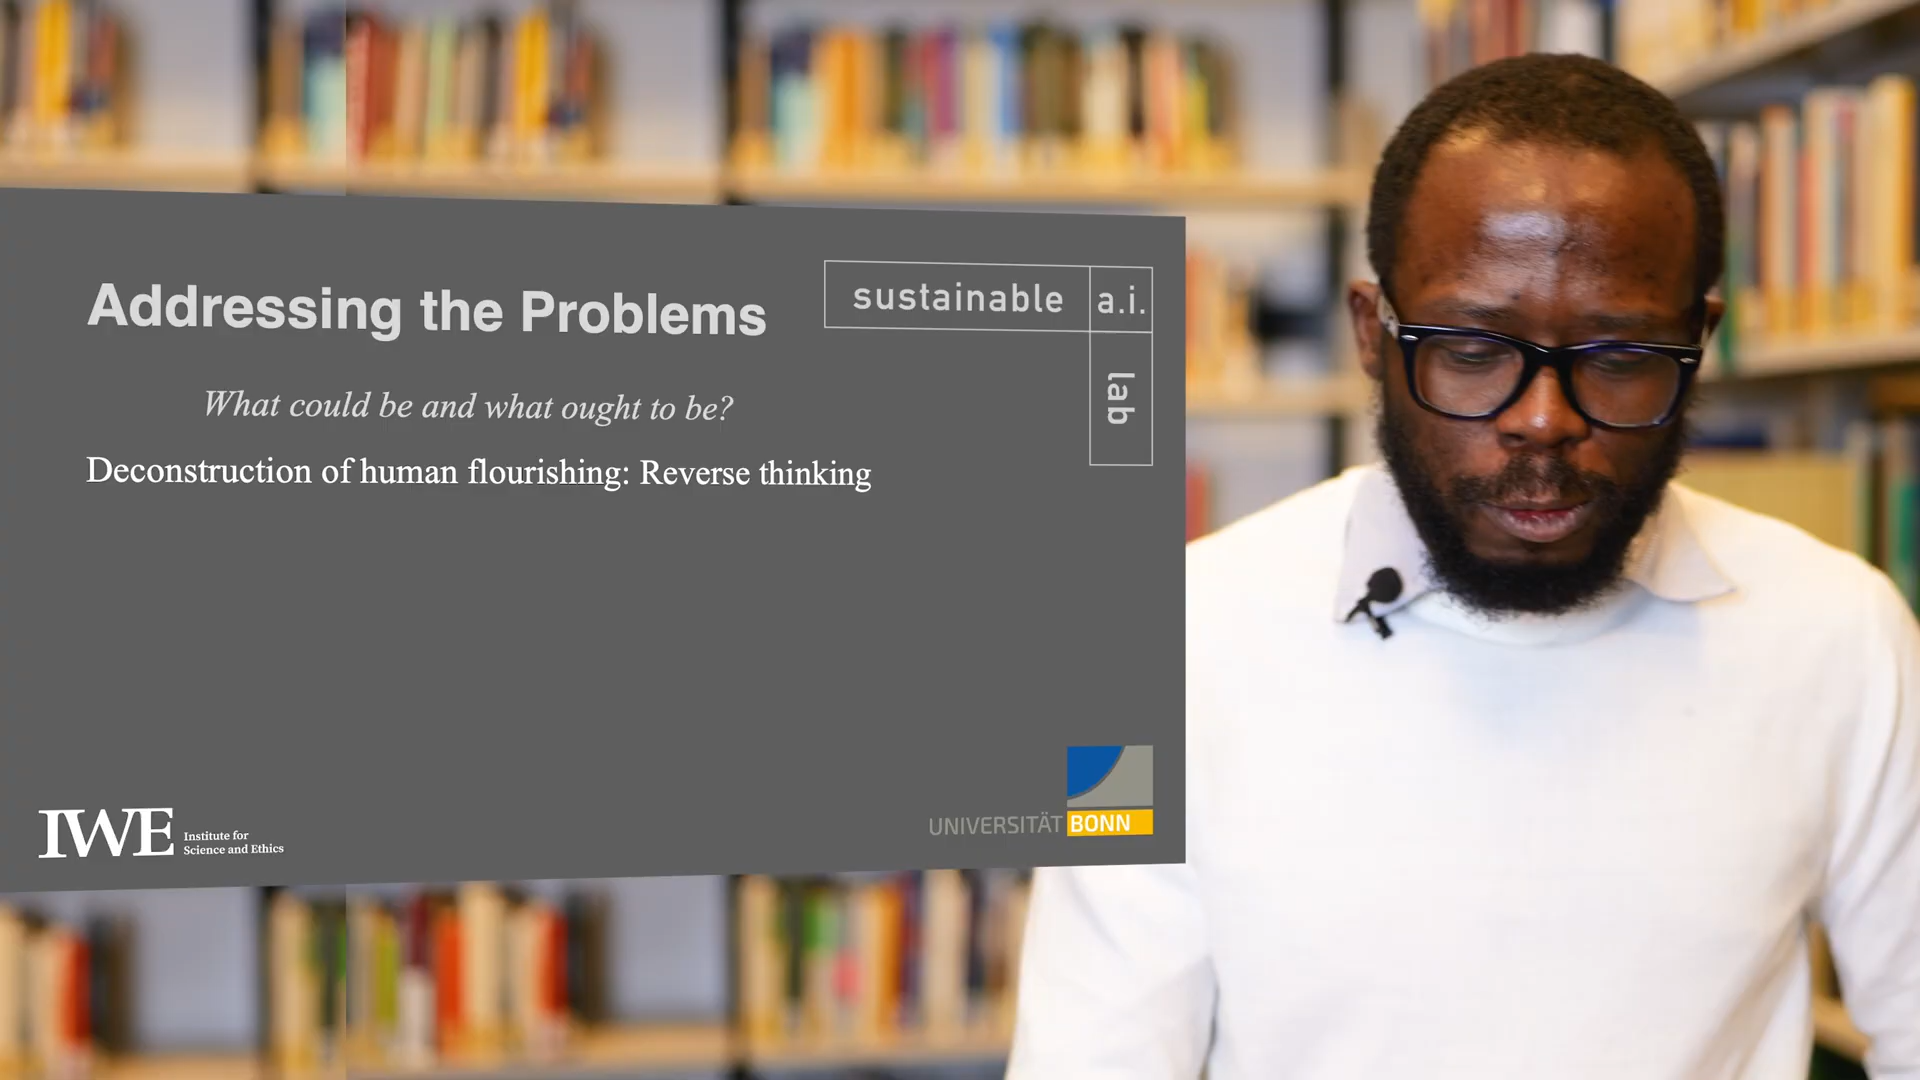 Addressing the Problems
sustainable a.i.
lab
What could be and what ought to be?
Deconstruction of human flourishing: Reverse thinking
IWE Institute for
Science and Ethics
UNIVERSITÄT BONN